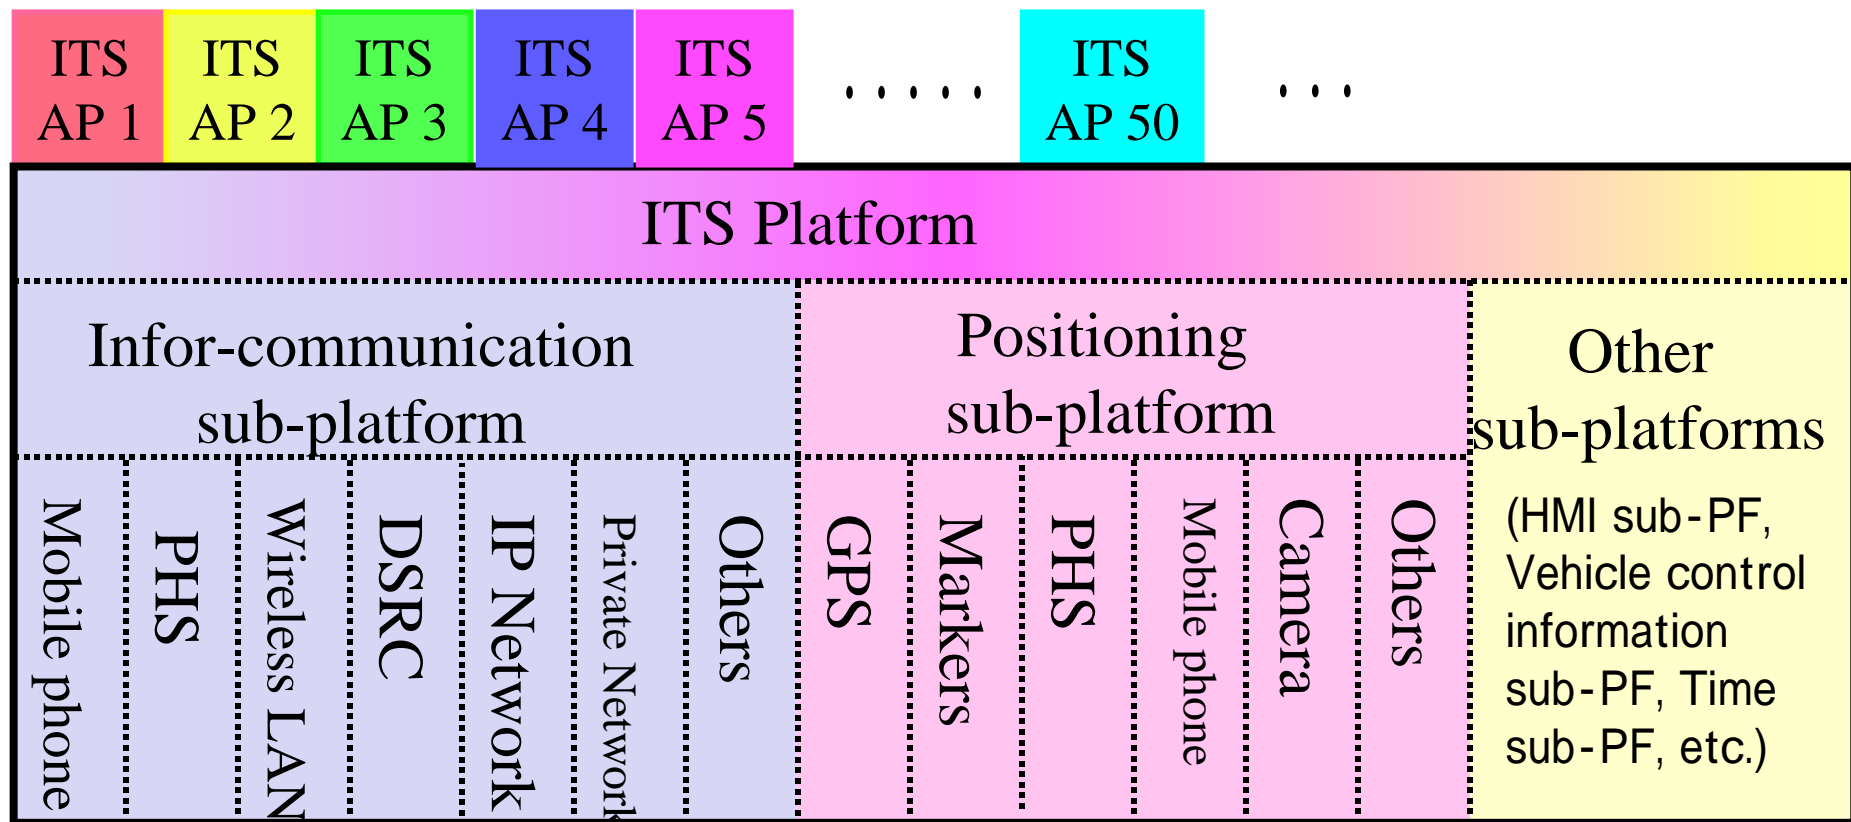 ITS
AP 1
ITS
AP 2
ITS
AP 3
ITS
AP 4
ITS
AP 5
.....
ITS
AP 50
...
ITS Platform
Infor-communication
sub-platform
Positioning
sub-platform
Other
sub-platforms
Mobile phone
PHS
Wireless LAN
DSRC
IP Network
Private Network
Others
GPS
Markers
PHS
Mobile phone
Camera
Others
(HMI sub-PF,
Vehicle control
information
sub-PF, Time
sub-PF, etc.)